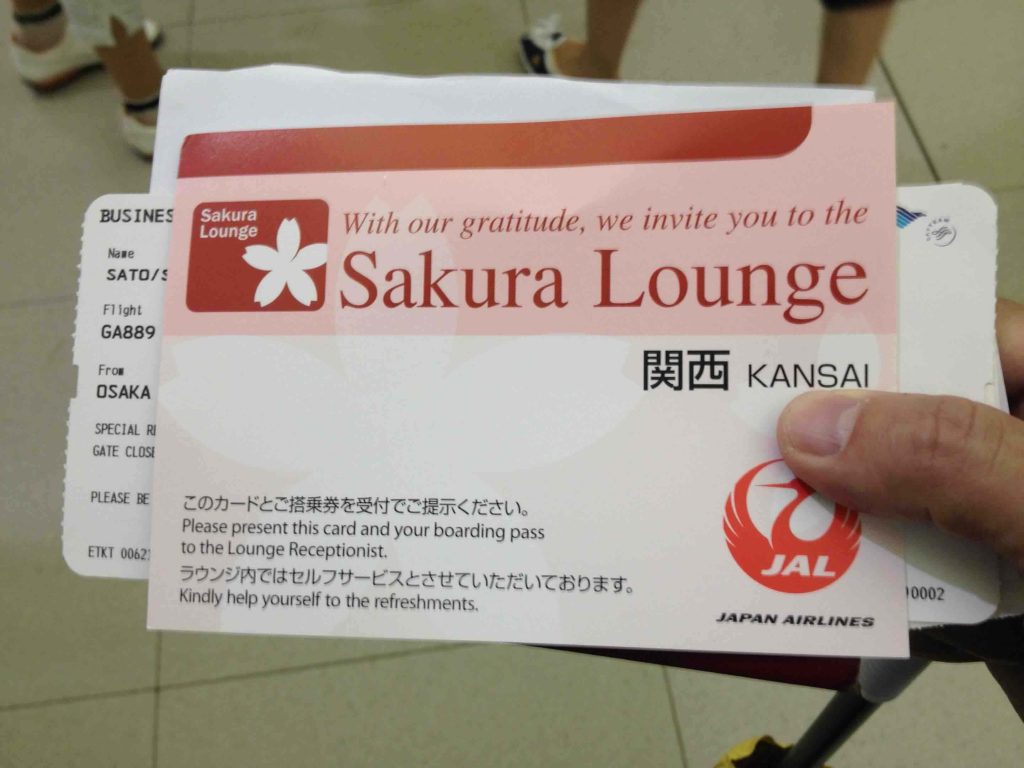 Sakura
Lounge
With our gratitude, we invite you to the
Sakura Lounge
関西 KANSAI
このカードとご搭乗券を受付でご提示ください。
Please present this card and your boarding pass
to the Lounge Receptionist.
ラウンジ内ではセルフサービスとさせていただいております。
Kindly help yourself to the refreshments.
JAL
JAPAN AIRLINES
BUSINES
Name
SATO/S
Flight
GA889
From
OSAKA
SPECIAL
GATE CLOSE
PLEASE BE
ETKT 0062
0002